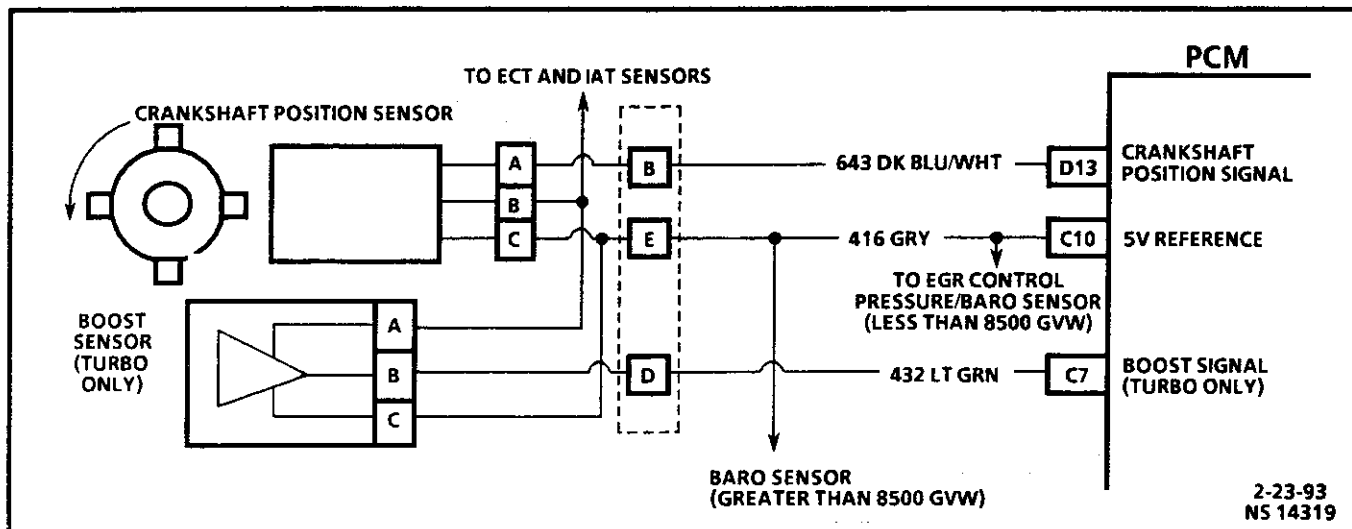 PCM
TO ECT AND IAT SENSORS
CRANKSHAFT POSITION SENSOR
A
B
C
B
E
D
643 DK BLU/WHT
D13
CRANKSHAFT
POSITION SIGNAL
416 GRY
C10
5V REFERENCE
TO EGR CONTROL
PRESSURE/BARO SENSOR
(LESS THAN 8500 GVW)
BOOST
SENSOR
(TURBO
ONLY)
A
B
C
432 LT GRN
C7
BOOST SIGNAL
(TURBO ONLY)
BARO SENSOR
(GREATER THAN 8500 GVW)
2-23-93
NS 14319